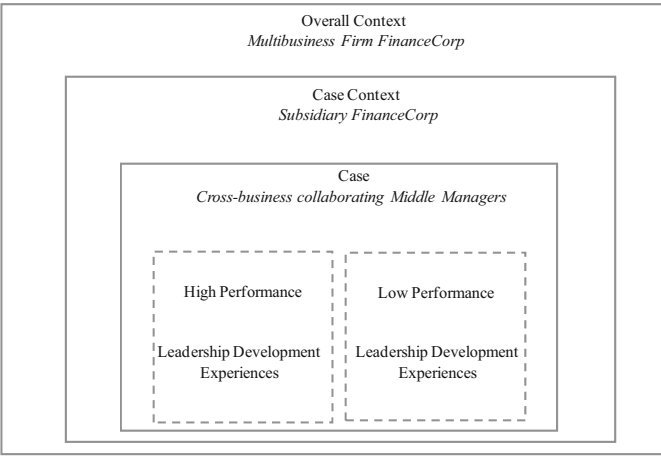 Overall Context
Multibusiness Firm FinanceCorp
Case Context
Subsidiary FinanceCorp
Case
Cross-business collaborating Middle Managers
High Performance
Leadership Development
Experiences
Low Performance
Leadership Development
Experiences